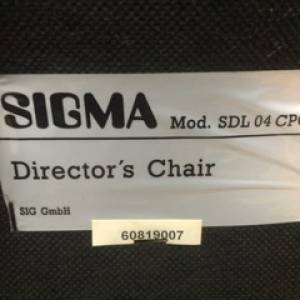 SIGMA Mod. SDL 04 CP
Director's Chair
SIG GmbH
60819007